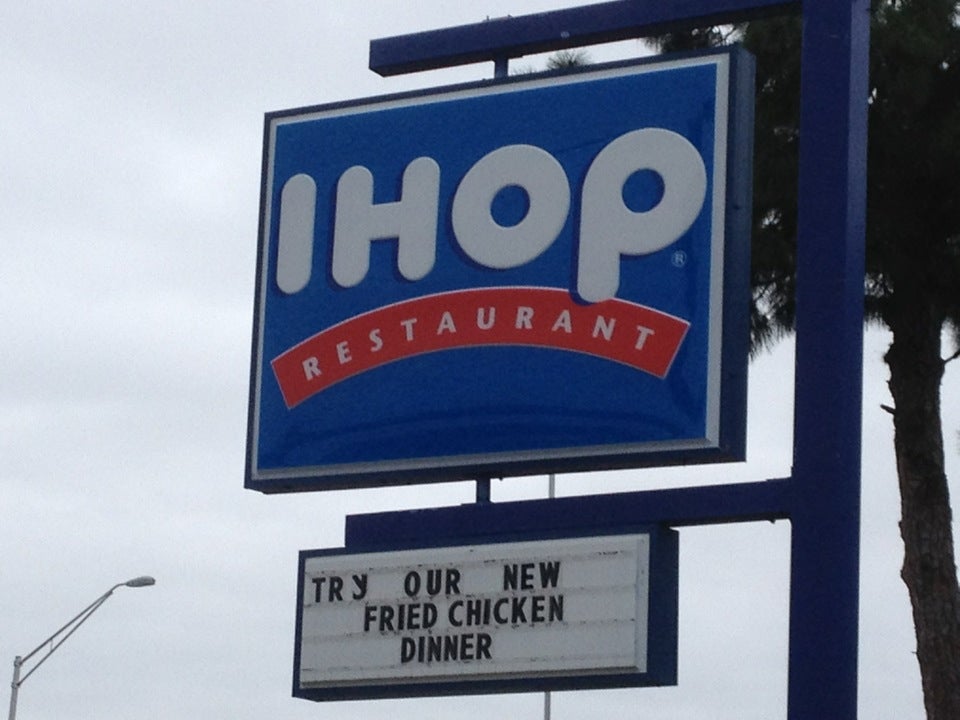 IHOP
®
RESTAURANT
TRY OUR NEW
FRIED CHICKEN
DINNER